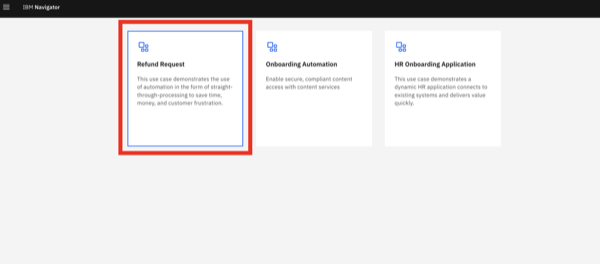 IBM Navigator
Refund Request
This use case demonstrates the use
of automation in the form of straight-
through-processing to save time,
money, and customer frustration.
Onboarding Automation
Enable secure, compliant content
access with content services
HR Onboarding Application
This use case demonstrates a
dynamic HR application connects to
existing systems and delivers value
quickly.